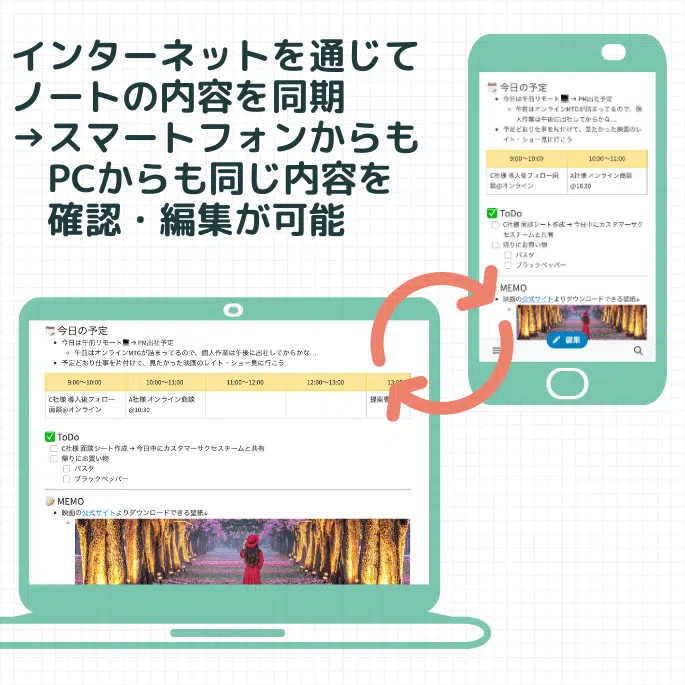 インターネットを通じて
ノートの内容を同期
→スマートフォンからも
PCからも同じ内容を
確認・編集が可能
今日の予定
今日は午前リモート → PM出社予定
午前はオンラインMTGが詰まってるので、個
人作業は午後に出社してからかな...
予定どおり仕事を片付けて、見たかった映画のレ
イト・ショー見に行こう
9:00〜10:00 10:00〜11:00
C社様 導入後フォロー面 A社様 オンライン商談
談@オンライン @10:30
ToDo
C社様 面談シート作成 → 今日中にカスタマーサク
セスチームと共有
帰りにお買い物
パスタ
ブラックペッパー
MEMO
映画の公式サイトよりダウンロードできる壁紙↓
編集
今日の予定
今日は午前リモート → PM出社予定
午前はオンラインMTGが詰まってるので、個人作業は午後に出社してからかな...
予定どおり仕事を片付けて、見たかった映画のレイト・ショー見に行こう
9:00〜10:00 10:00〜11:00 11:00〜12:00 12:00〜13:00 13:00
C社様 導入後フォロー A社様 オンライン商談 提案書
面談@オンライン @10:30
ToDo
C社様 面談シート作成 → 今日中にカスタマーサクセスチームと共有
帰りにお買い物
パスタ
ブラックペッパー
MEMO
映画の公式サイトよりダウンロードできる壁紙↓